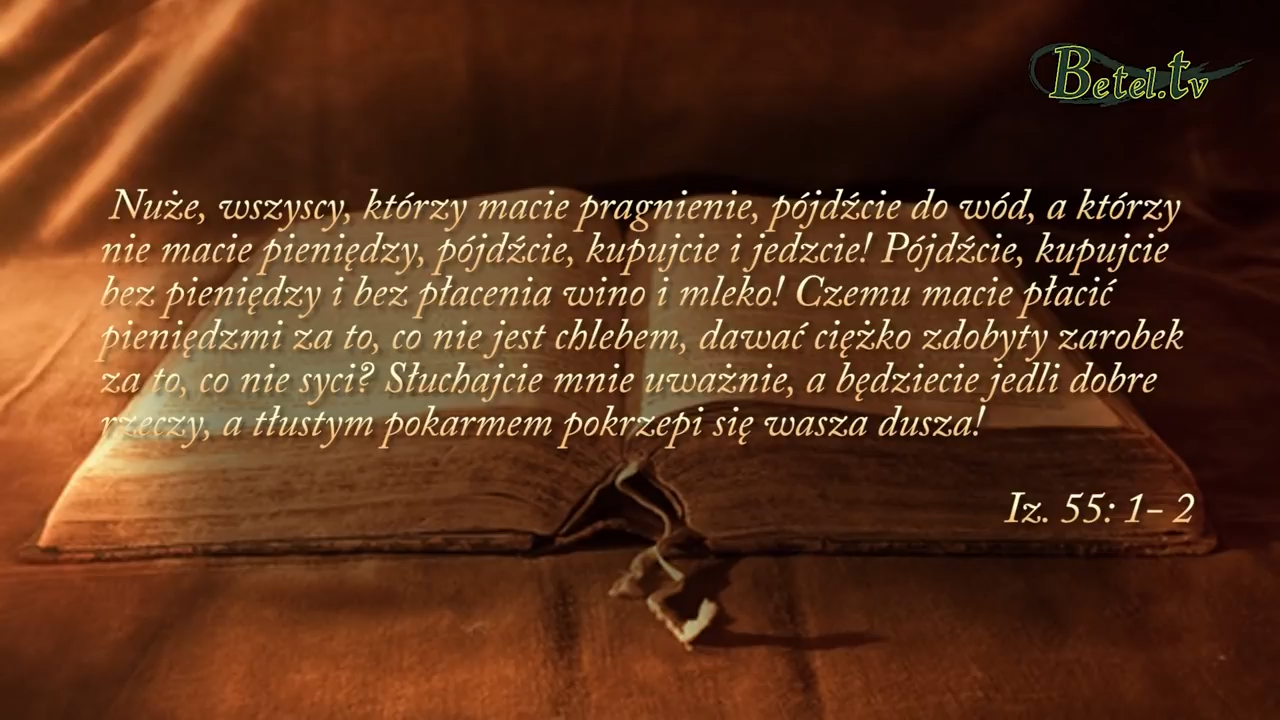 Betel.tv
Nuże, wszyscy, którzy macie pragnienie, pójdźcie do wód, a którzy
nie macie pieniędzy, pójdźcie, kupujcie i jedzcie! Pójdźcie, kupujcie
bez pieniędzy i bez płacenia wino i mleko! Czemu macie płacić
pieniędzmi za to, co nie jest chlebem, dawać ciężko zdobyty zarobek
za to, co nie syci? Słuchajcie mnie uważnie, a będziecie jedli dobre
rzeczy, a tłustym pokarmem pokrzepi się wasza dusza!
Iz. 55: 1- 2